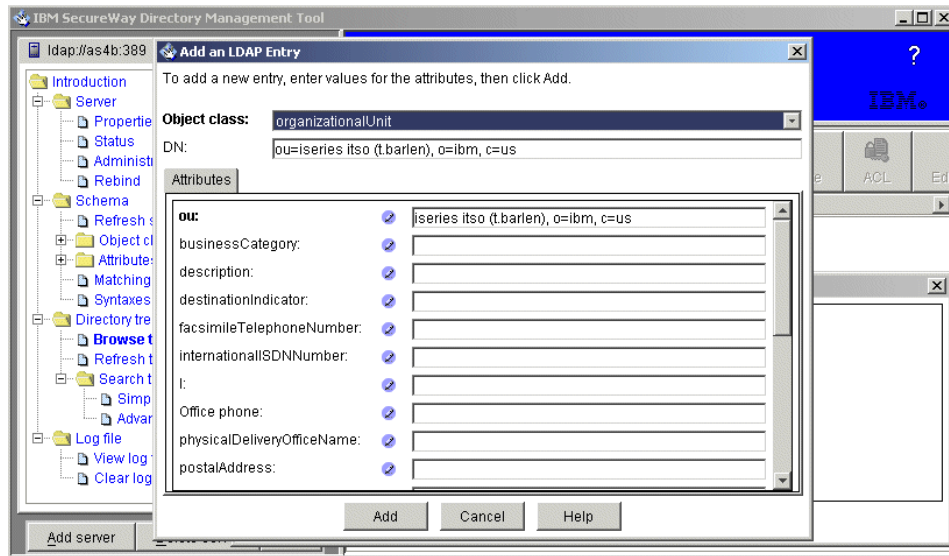 IBM SecureWay Directory Management Tool
ldap://as4b:389
Introduction
Server
Propertie
Status
Administr
Rebind
Schema
Refresh s
Object cl
Attributes
Matching
Syntaxes
Directory tre
Browse t
Refresh t
Search t
Simp
Advar
Log file
View log
Clear log
Add server
Add an LDAP Entry
To add a new entry, enter values for the attributes, then click Add.
Object class: organizationalUnit
DN: ou=iseries itso (t.barlen), o=ibm, c=us
Attributes
ou: iseries itso (t.barlen), o=ibm, c=us
businessCategory:
description:
destinationIndicator:
facsimileTelephoneNumber:
internationalISDNNumber:
l:
Office phone:
physicalDeliveryOfficeName:
postalAddress:
Add Cancel Help
?
IBM
e ACL Ed